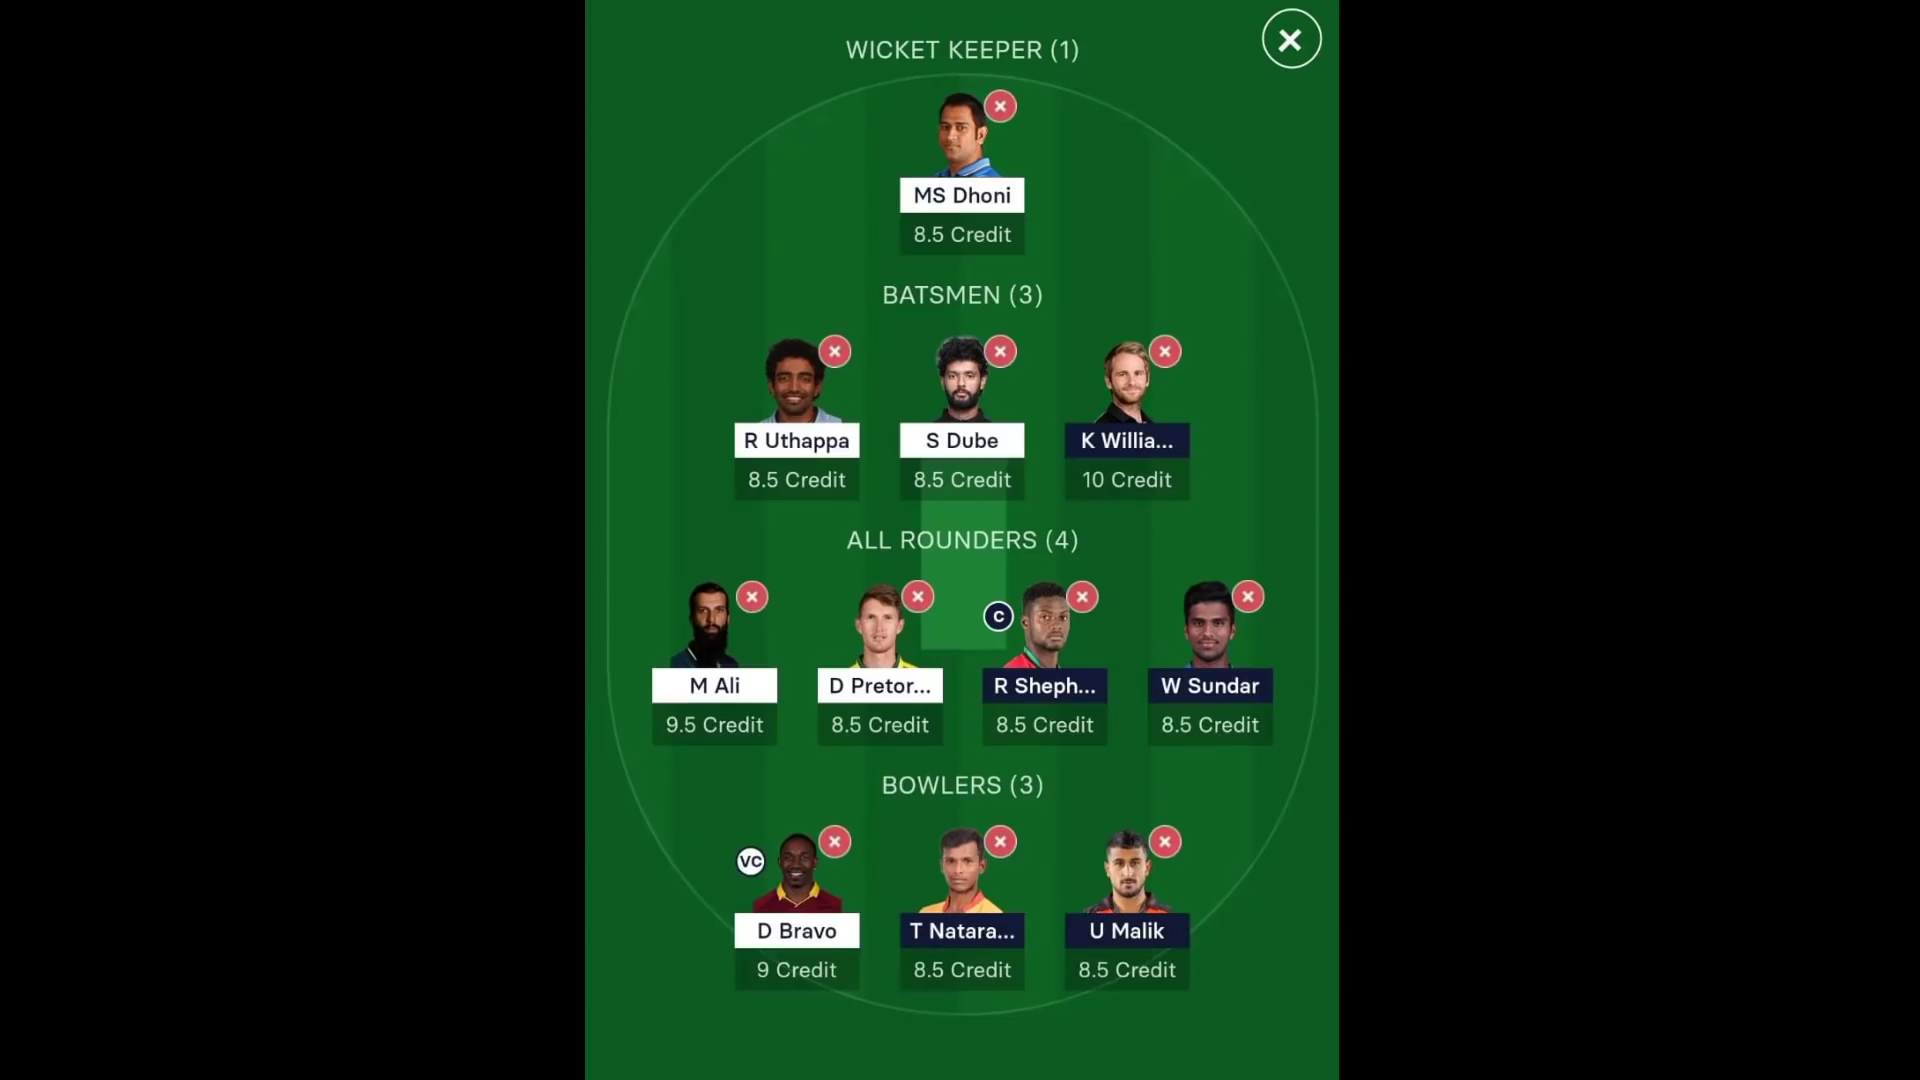 WICKET KEEPER (1)
MS Dhoni
8.5 Credit
BATSMEN (3)
R Uthappa
S Dube
K Willia...
8.5 Credit
8.5 Credit
10 Credit
ALL ROUNDERS (4)
C
M Ali
D Pretor...
R Sheph...
W Sundar
9.5 Credit
8.5 Credit
8.5 Credit
8.5 Credit
BOWLERS (3)
VC
D Bravo
T Natara...
U Malik
9 Credit
8.5 Credit
8.5 Credit